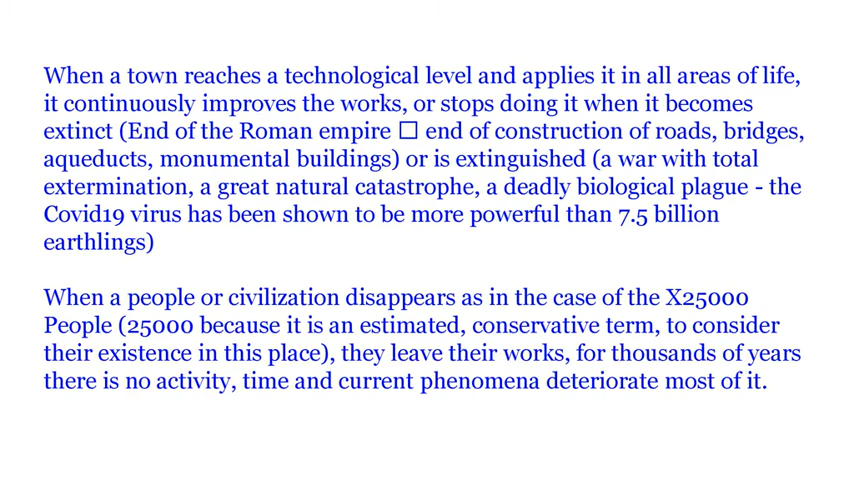 When a town reaches a technological level and applies it in all areas of life,
it continuously improves the works, or stops doing it when it becomes
extinct (End of the Roman empire □ end of construction of roads, bridges,
aqueducts, monumental buildings) or is extinguished (a war with total
extermination, a great natural catastrophe, a deadly biological plague - the
Covid19 virus has been shown to be more powerful than 7.5 billion
earthlings)
When a people or civilization disappears as in the case of the X25000
People (25000 because it is an estimated, conservative term, to consider
their existence in this place), they leave their works, for thousands of years
there is no activity, time and current phenomena deteriorate most of it.